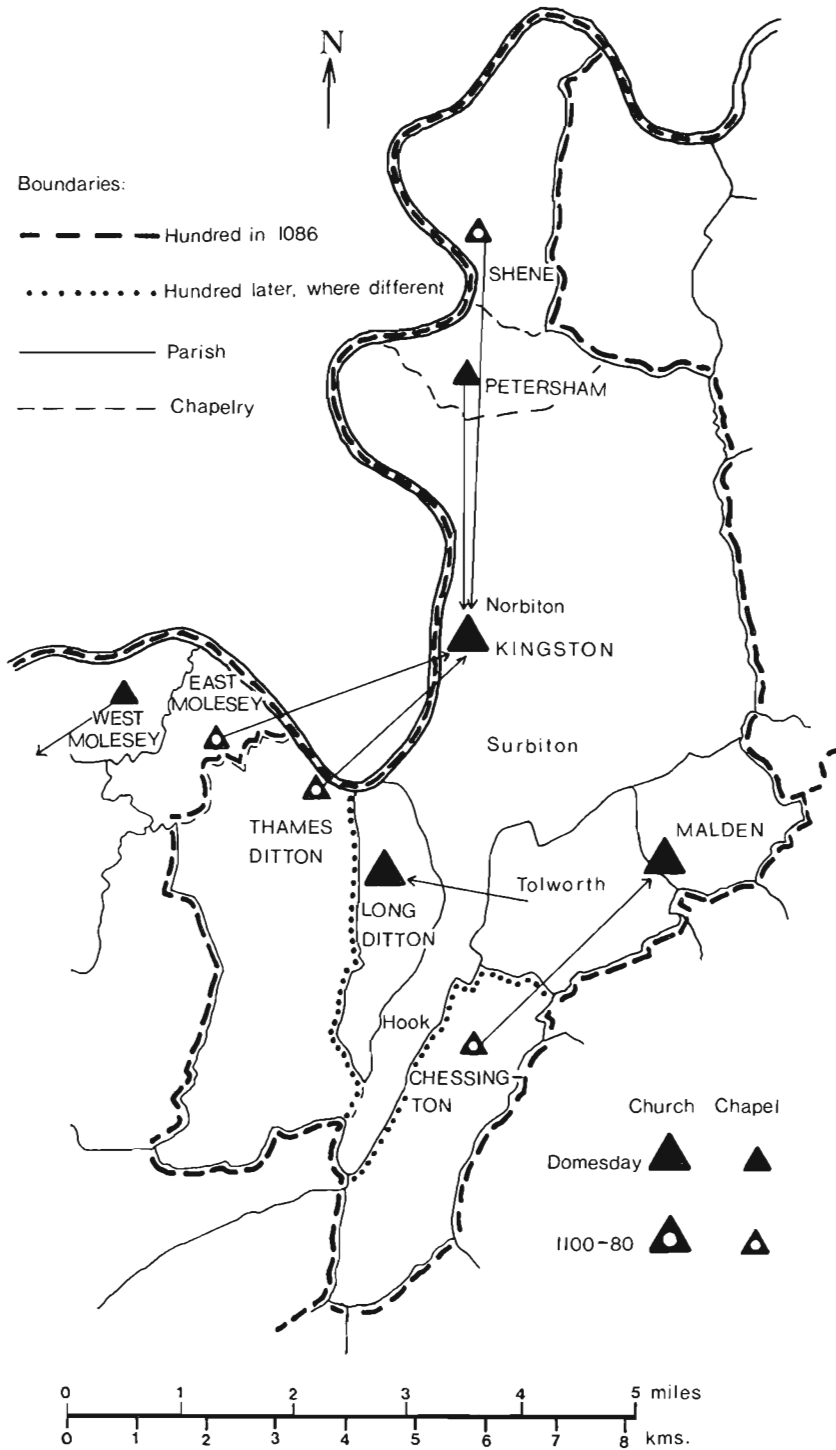 N
Boundaries:
Hundred in 1086
Hundred later, where different
Parish
Chapelry
SHENE
PETERSHAM
Norbiton
KINGSTON
EAST
MOLESEY
WEST
MOLESEY
Surbiton
THAMES
DITTON
MALDEN
Tolworth
LONG
DITTON
Hook
CHESSING-
TON
Church Chapel
Domesday
1100-80
0 1 2 3 4 5 miles
0 1 2 3 4 5 6 7 8 kms.